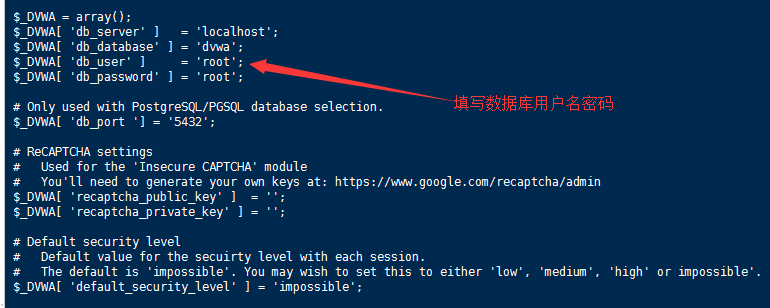 $_DVWA = array();
$_DVWA[ 'db_server' ]   = 'localhost';
$_DVWA[ 'db_database' ] = 'dvwa';
$_DVWA[ 'db_user' ]     = 'root';
$_DVWA[ 'db_password' ] = 'root';
填写数据库用户名密码
# Only used with PostgreSQL/PGSQL database selection.
$_DVWA[ 'db_port '] = '5432';
# ReCAPTCHA settings
#   Used for the 'Insecure CAPTCHA' module
#   You'll need to generate your own keys at: https://www.google.com/recaptcha/admin
$_DVWA[ 'recaptcha_public_key' ]  = '';
$_DVWA[ 'recaptcha_private_key' ] = '';
# Default security level
#   Default value for the secuirty level with each session.
#   The default is 'impossible'. You may wish to set this to either 'low', 'medium', 'high' or impossible'.
$_DVWA[ 'default_security_level' ] = 'impossible';